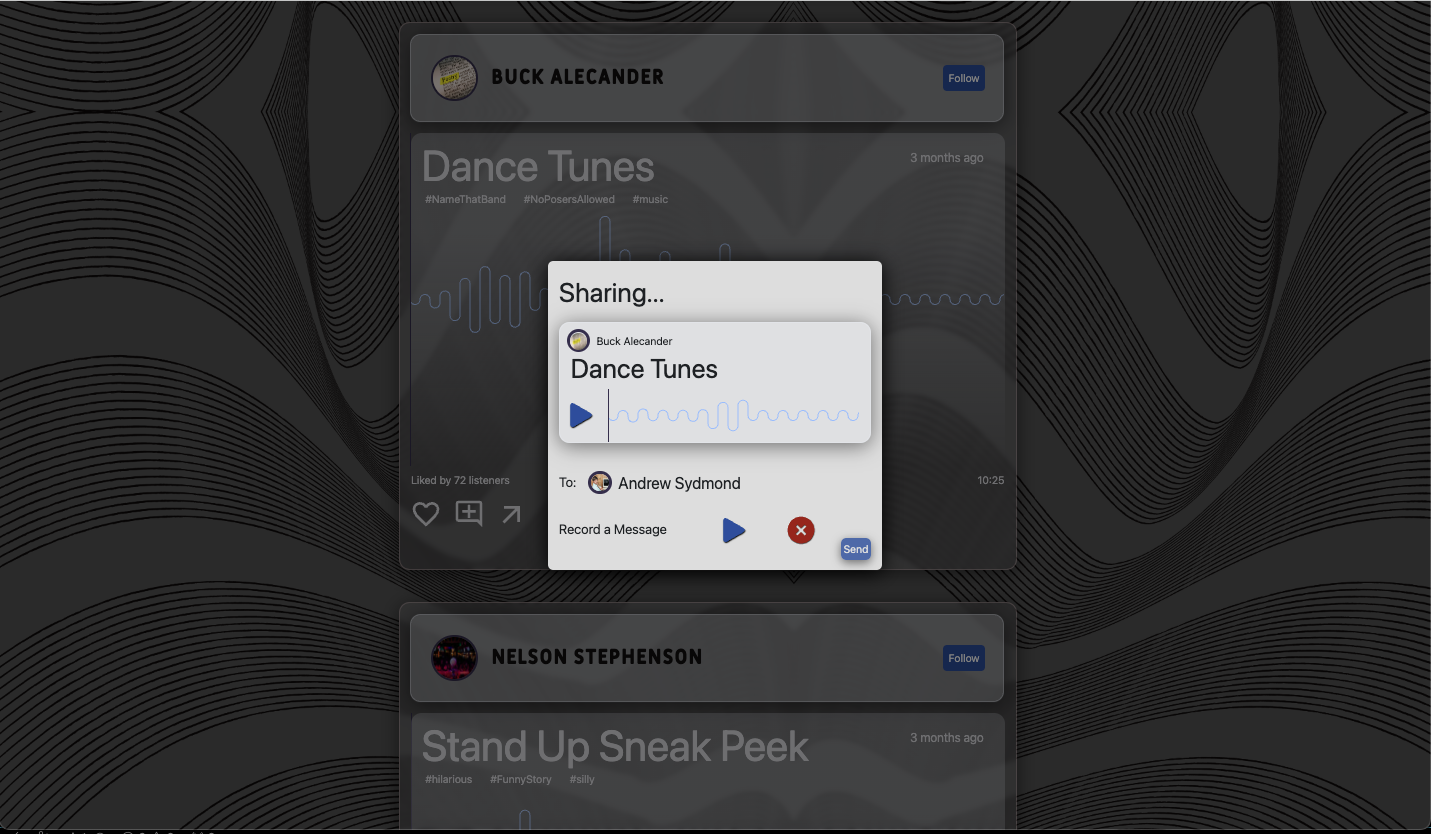 BUCK ALECANDER
Follow
Dance Tunes
3 months ago
#NameThatBand #NoPosersAllowed #music
Sharing...
Buck Alecander
Dance Tunes
To: Andrew Sydmond
Record a Message
Send
Liked by 72 listeners
10:25
NELSON STEPHENSON
Follow
Stand Up Sneak Peek
3 months ago
#hilarious #FunnyStory #silly